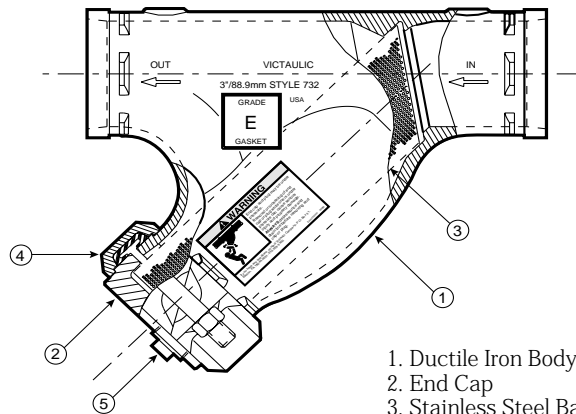 OUT
VICTAULIC
IN
3"/88.9mm STYLE 732
USA
GRADE
E
GASKET
WARNING
4
3
1
2
5
1. Ductile Iron Body
2. End Cap
3. Stainless Steel Ba